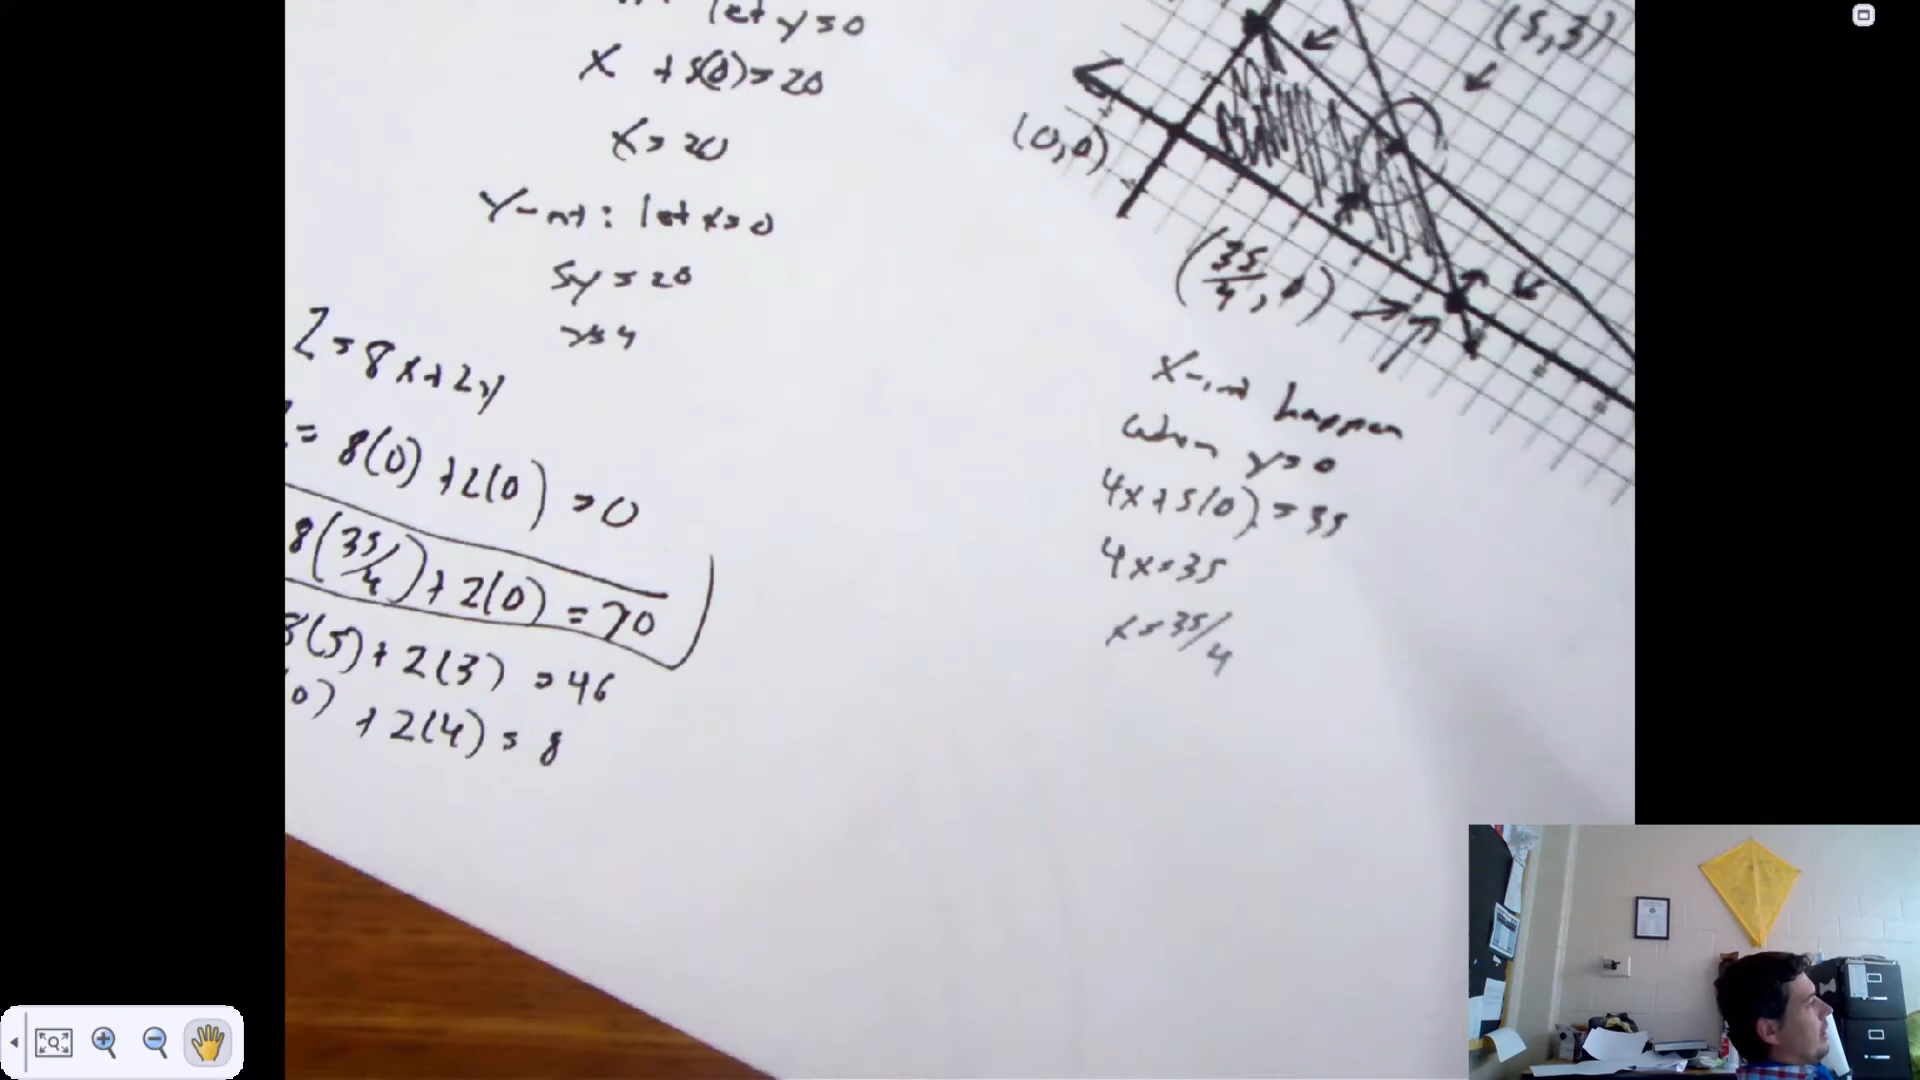 let y=0
x + 5(0)=20
x=20
y-int: let x=0
5y=20
y=4
Z=8x+2y
= 8(0)+2(0)=0
8(35/4)+2(0)=70
8(5)+2(3)=46
(0)+2(4)=8
(5,3)
(0,0)
(35/4, 0)
x-int happen
when y=0
4x+5(0)=35
4x=35
x=35/4